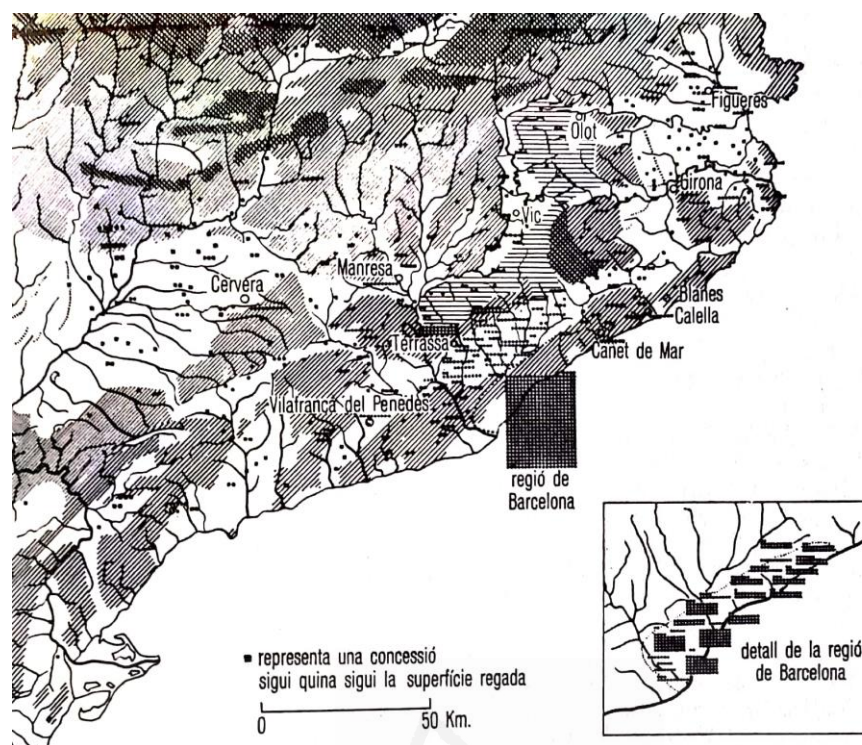 Figueres
Olot
Girona
Vic
Manresa
Cervera
Blanes
Calella
Terrassa
Canet de Mar
Vilafranca del Penedès
regió de
Barcelona
representa una concessió
sigui quina sigui la superfície regada
0 50 Km.
detall de la regió
de Barcelona